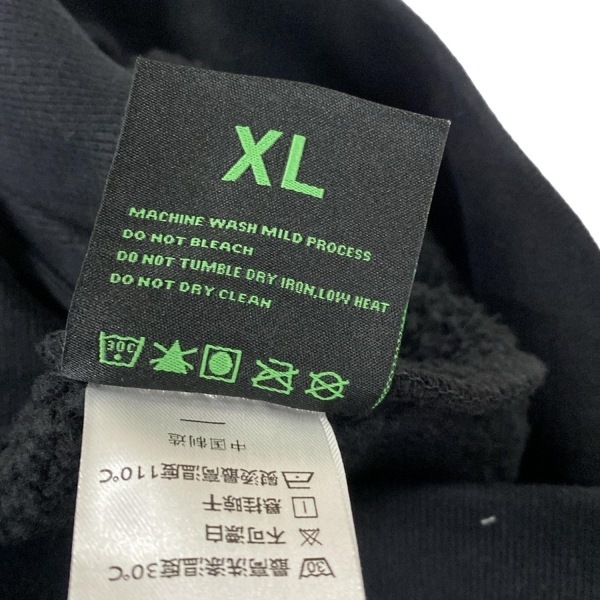 XL
MACHINE WASH MILD PROCESS
DO NOT BLEACH
DO NOT TUMBLE DRY IRON,LOW HEAT
DO NOT DRY CLEAN
30E
最高洗涤温度30℃
不可漂白
悬挂晾干
熨烫最高温度110℃
中国制造